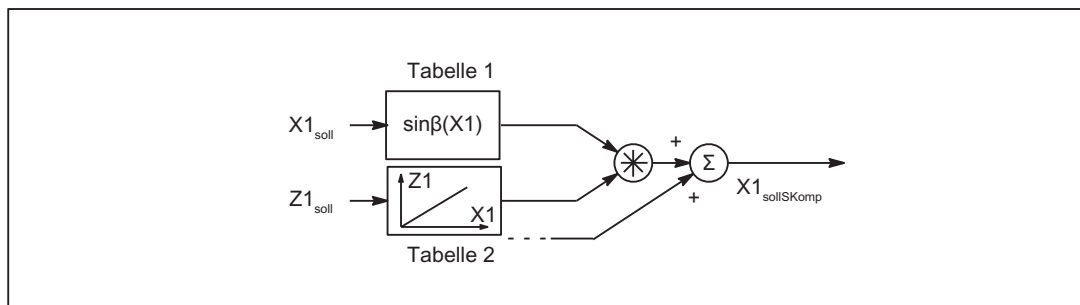 Tabelle 1
X1soll
sinβ(X1)
+
Σ
X1sollSKomp
Z1soll
Z1
X1
+
Tabelle 2